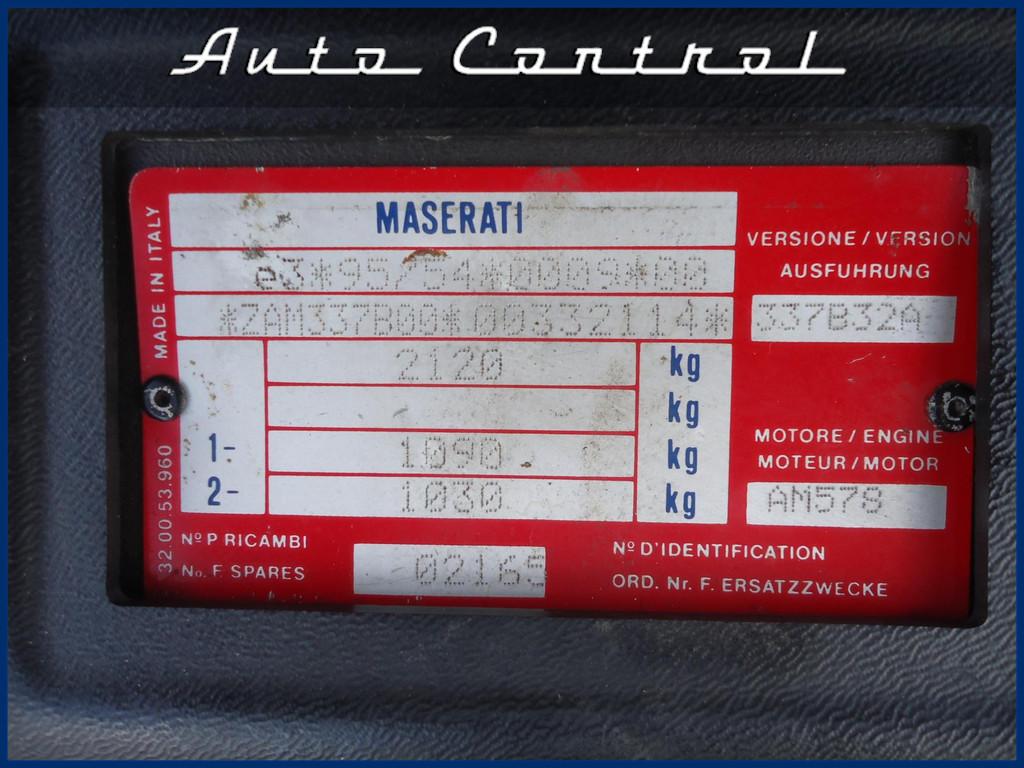 Auto Control
MASERATI
e3*95/54*0009*00
*ZAM337B00*00332114*
2120 kg
kg
1- 1090 kg
2- 1030 kg
MADE IN ITALY
32.00.53.960
VERSIONE / VERSION
AUSFUHRUNG
337B32A
MOTORE / ENGINE
MOTEUR / MOTOR
AM578
Nº P RICAMBI
No. F. SPARES
02165
Nº D'IDENTIFICATION
ORD. Nr. F. ERSATZZWECKE